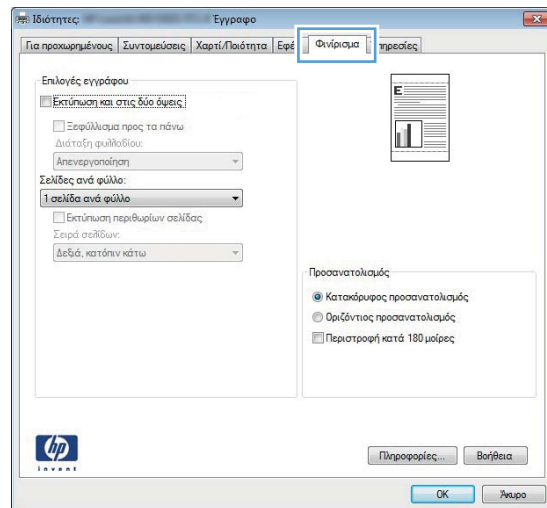 Ιδιότητες: Έγγραφο
Για προχωρημένους Συντομεύσεις Χαρτί/Ποιότητα Εφέ Φινίρισμα πηρεσίες
Επιλογές εγγράφου
Εκτύπωση και στις δύο όψεις
Ξεφύλλισμα προς τα πάνω
Διάταξη φυλλαδίου:
Απενεργοποίηση
Σελίδες ανά φύλλο:
1 σελίδα ανά φύλλο
Εκτύπωση περιθωρίων σελίδας
Σειρά σελίδων:
Δεξιά, κατόπιν κάτω
E
Προσανατολισμός
Κατακόρυφος προσανατολισμός
Οριζόντιος προσανατολισμός
Περιστροφή κατά 180 μοίρες
hp
invent
Πληροφορίες... Βοήθεια
OK Άκυρο